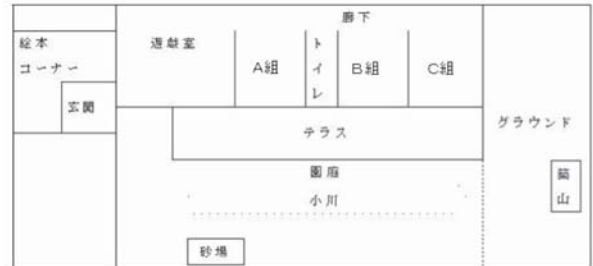 廊下
絵本
コーナー
遊戯室
A組
トイレ
B組
C組
玄関
グラウンド
テラス
園庭
小川
築山
砂場